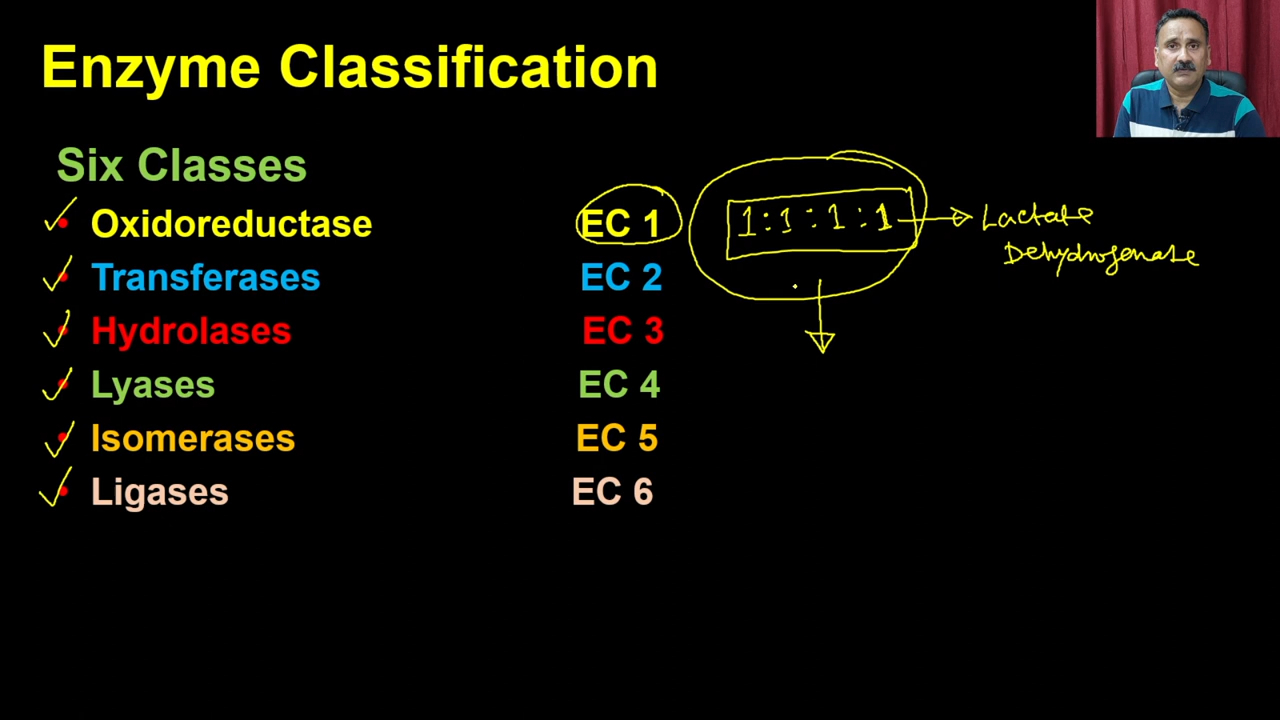 Enzyme Classification
Six Classes
Oxidoreductase EC 1 1:1:1:1 Lactate
Dehydrogenase
Transferases EC 2
Hydrolases EC 3
Lyases EC 4
Isomerases EC 5
Ligases EC 6